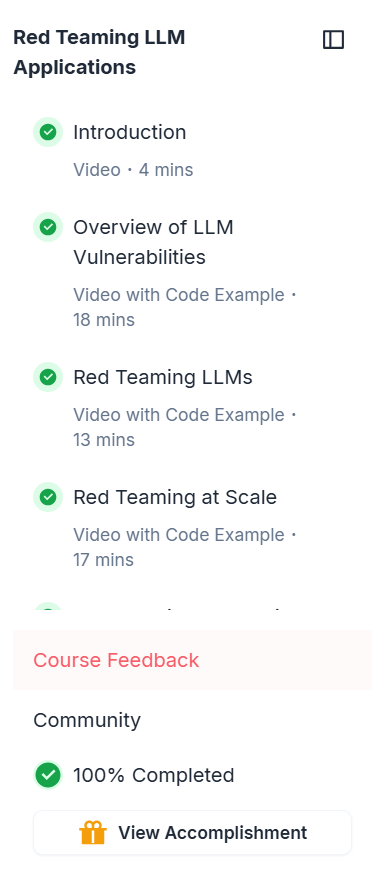 Red Teaming LLM
Applications
Introduction
Video • 4 mins
Overview of LLM
Vulnerabilities
Video with Code Example •
18 mins
Red Teaming LLMs
Video with Code Example •
13 mins
Red Teaming at Scale
Video with Code Example •
17 mins
Course Feedback
Community
100% Completed
View Accomplishment